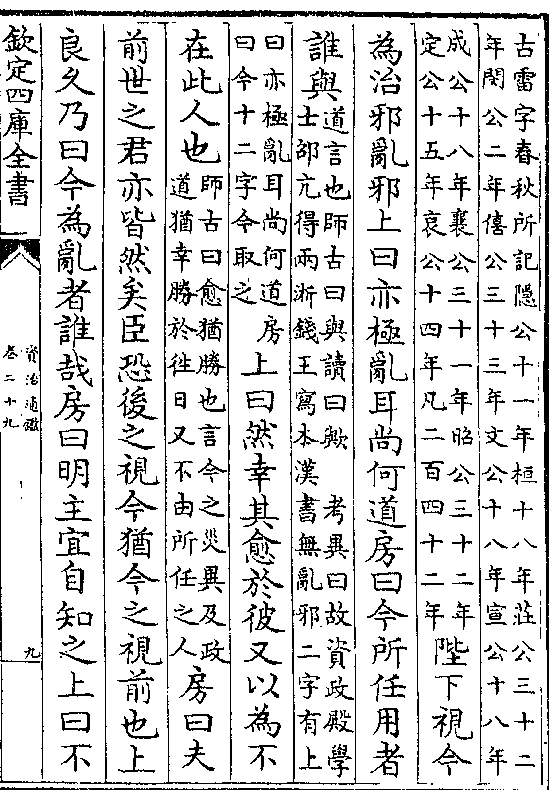 古雷字春秋所記隠公十一年桓十八年莊公三十二
年閔公二年僖公三十三年文公十八年宣公十八年
成公十八年襄公三十一年昭公三十二年
定公十五年哀公十四年凡二百四十二年
陛下視今
為治邪亂邪上曰亦極亂耳尚何道房曰今所任用者
誰與
道言也師古曰與讀曰歟 考異曰故資政殿學
士邵亢得兩浙錢王寫本漢書無亂邪二字有上
曰亦極亂耳尚何道房
曰今十二字今取之
上曰然幸其愈於彼又以為不
在此人也
師古曰愈猶勝也言今之災異及政
道猶幸勝於徃日又不由所任之人
房曰夫
前世之君亦皆然矣臣恐後之視今猶今之視前也上
良久乃曰今為亂者誰哉房曰明主宜自知之上曰不
欽定四庫全書
資治通鑑
卷二十九
九